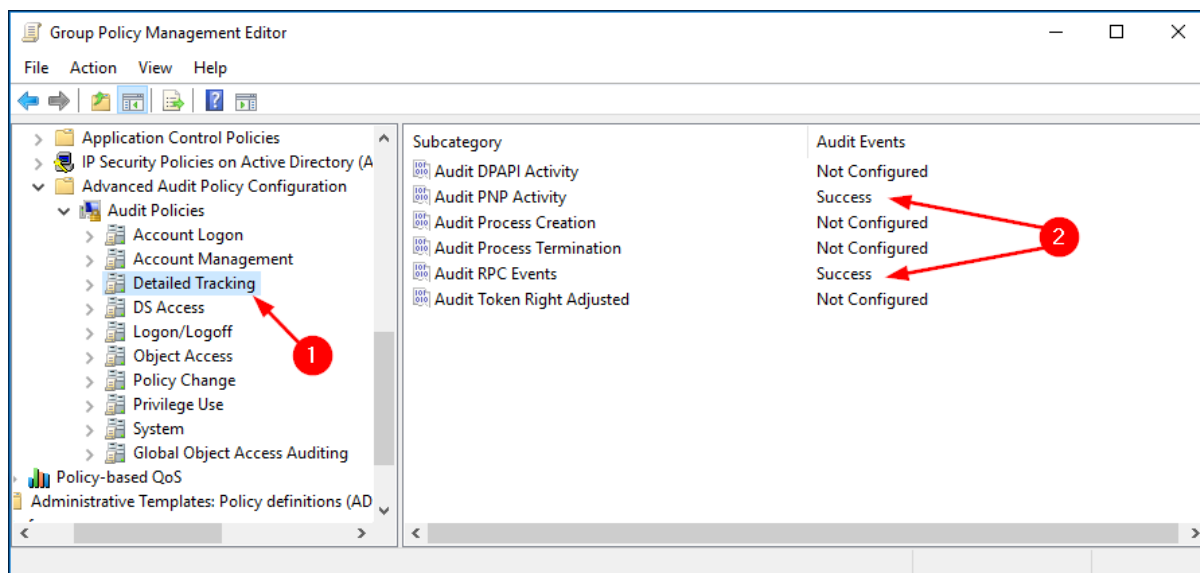 Group Policy Management Editor
File Action View Help
Application Control Policies
IP Security Policies on Active Directory (A
Advanced Audit Policy Configuration
Audit Policies
Account Logon
Account Management
Detailed Tracking
DS Access
Logon/Logoff
Object Access
Policy Change
Privilege Use
System
Global Object Access Auditing
Policy-based QoS
Administrative Templates: Policy definitions (AD
1
Subcategory Audit Events
Audit DPAPI Activity Not Configured
Audit PNP Activity Success
Audit Process Creation Not Configured
Audit Process Termination Not Configured
Audit RPC Events Success
Audit Token Right Adjusted Not Configured
2